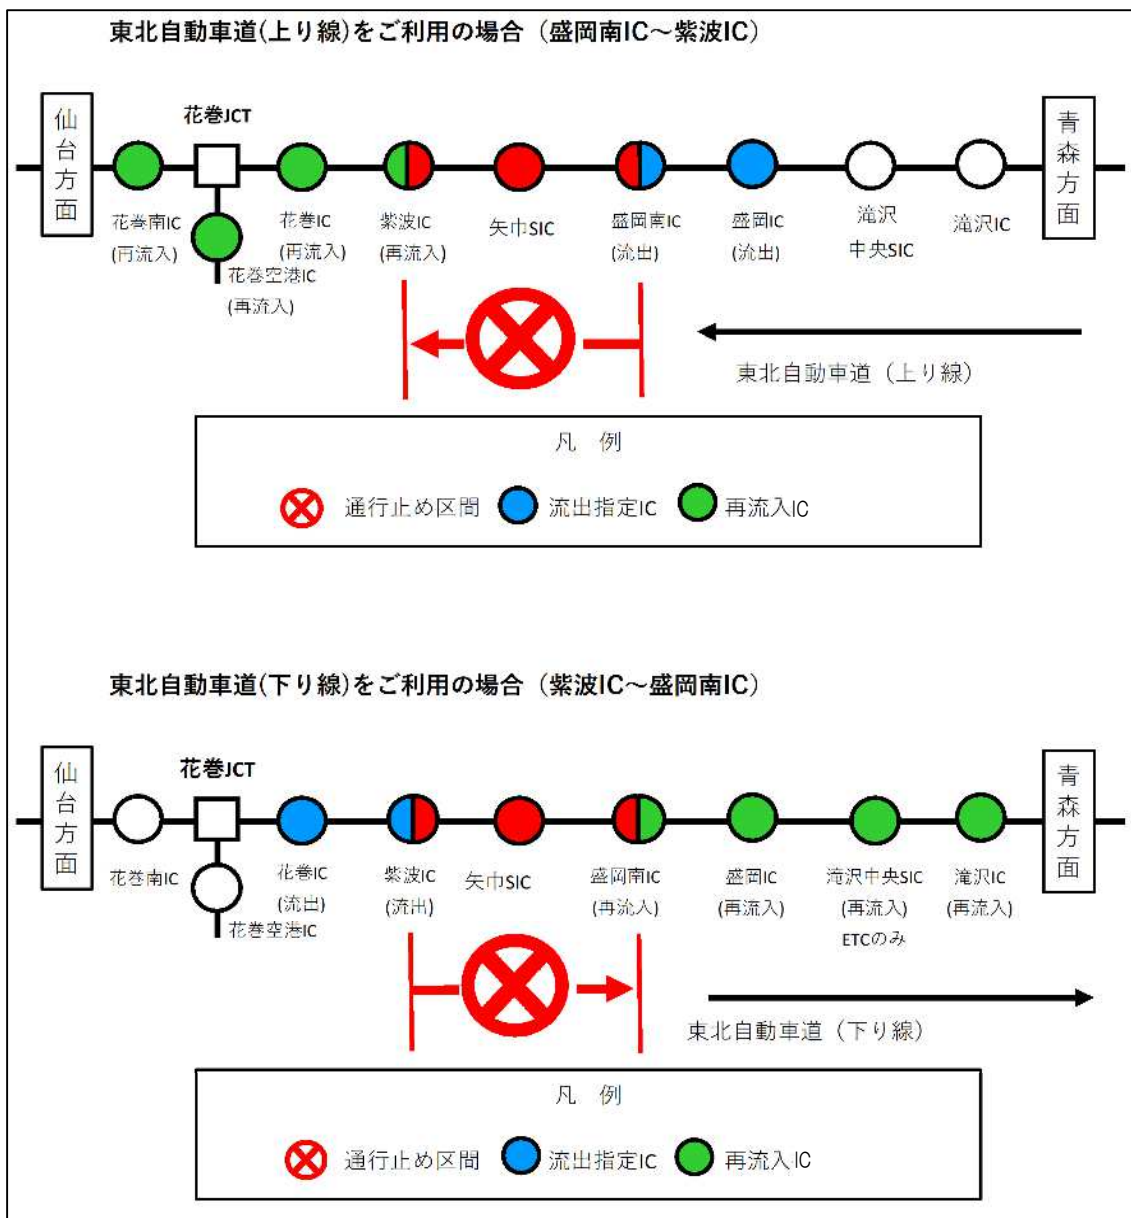 東北自動車道(上り線)をご利用の場合（盛岡南IC～紫波IC）
仙台方面
花巻JCT
青森方面
花巻南IC
(再流入)
花巻空港IC
(再流入)
花巻IC
(再流入)
紫波IC
(再流入)
矢巾SIC
盛岡南IC
(流出)
盛岡IC
(流出)
滝沢
中央SIC
滝沢IC
東北自動車道（上り線）
凡 例
通行止め区間
流出指定IC
再流入IC
東北自動車道(下り線)をご利用の場合（紫波IC～盛岡南IC）
仙台方面
花巻JCT
青森方面
花巻南IC
花巻空港IC
花巻IC
(流出)
紫波IC
(流出)
矢巾SIC
盛岡南IC
(再流入)
盛岡IC
(再流入)
滝沢中央SIC
(再流入)
ETCのみ
滝沢IC
(再流入)
東北自動車道（下り線）
凡 例
通行止め区間
流出指定IC
再流入IC